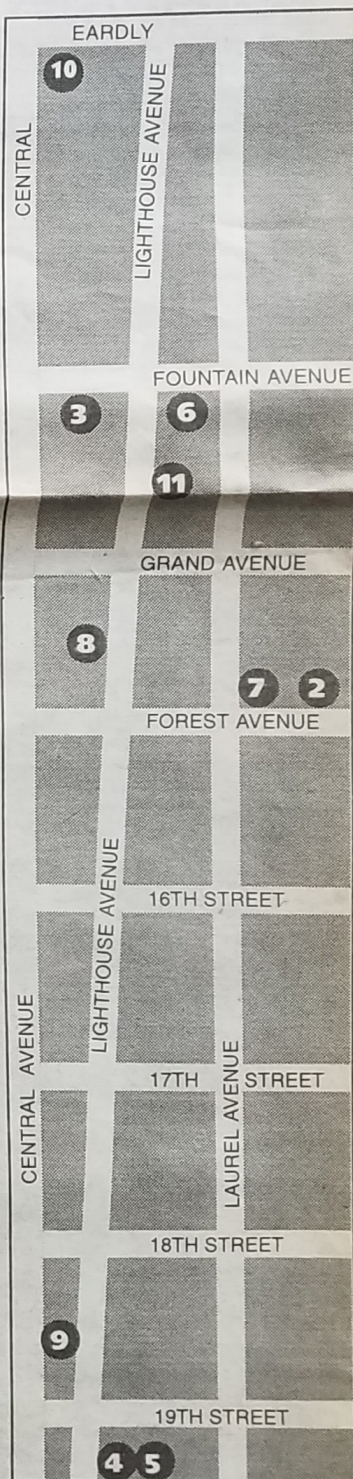 EARDLY
10
CENTRAL
LIGHTHOUSE AVENUE
FOUNTAIN AVENUE
3
6
11
GRAND AVENUE
8
7
2
FOREST AVENUE
16TH STREET
LIGHTHOUSE AVENUE
CENTRAL AVENUE
17TH STREET
LAUREL AVENUE
18TH STREET
9
19TH STREET
4
5